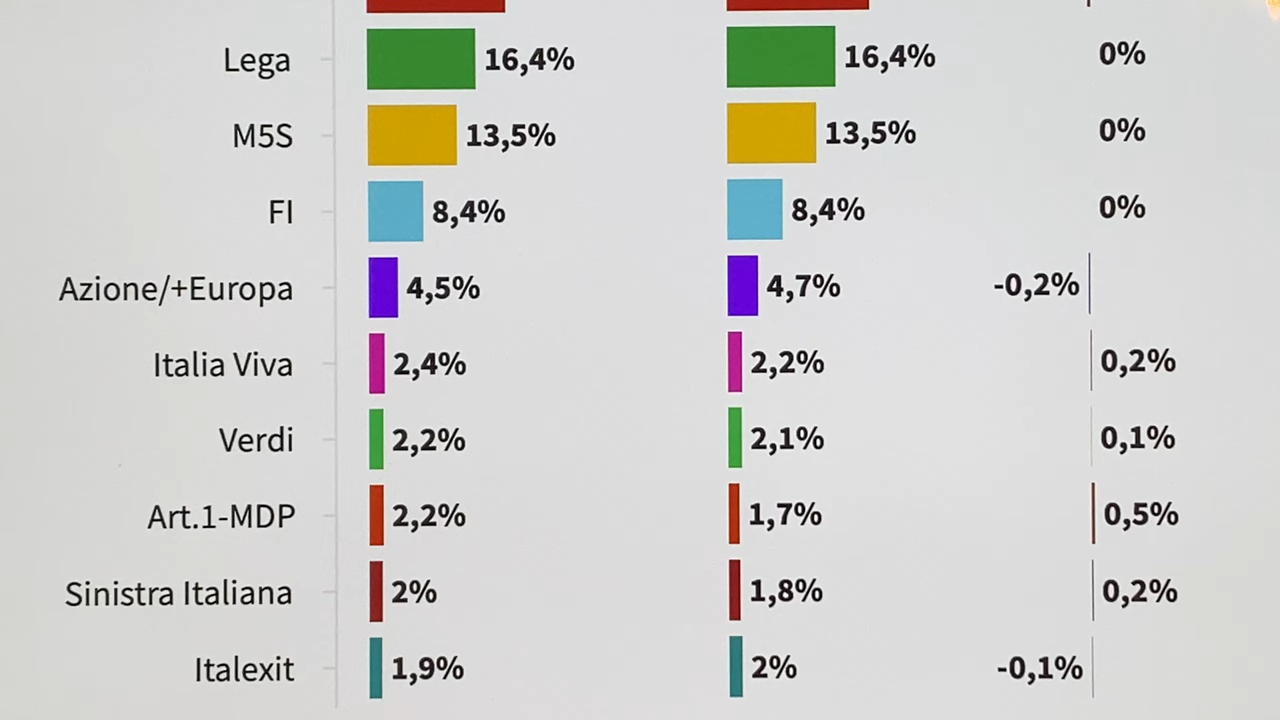 Lega 16,4% 16,4% 0%
M5S 13,5% 13,5% 0%
FI 8,4% 8,4% 0%
Azione/+Europa 4,5% 4,7% -0,2%
Italia Viva 2,4% 2,2% 0,2%
Verdi 2,2% 2,1% 0,1%
Art.1-MDP 2,2% 1,7% 0,5%
Sinistra Italiana 2% 1,8% 0,2%
Italexit 1,9% 2% -0,1%